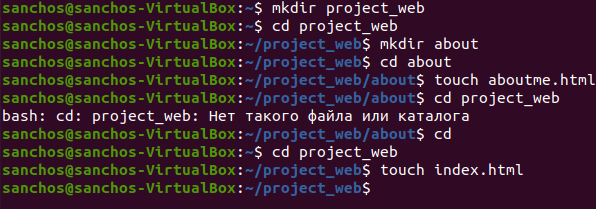 sanchos@sanchos-VirtualBox:~$ mkdir project_web
sanchos@sanchos-VirtualBox:~$ cd project_web
sanchos@sanchos-VirtualBox:~/project_web$ mkdir about
sanchos@sanchos-VirtualBox:~/project_web$ cd about
sanchos@sanchos-VirtualBox:~/project_web/about$ touch aboutme.html
sanchos@sanchos-VirtualBox:~/project_web/about$ cd project_web
bash: cd: project_web: Нет такого файла или каталога
sanchos@sanchos-VirtualBox:~/project_web/about$ cd
sanchos@sanchos-VirtualBox:~$ cd project_web
sanchos@sanchos-VirtualBox:~/project_web$ touch index.html
sanchos@sanchos-VirtualBox:~/project_web$